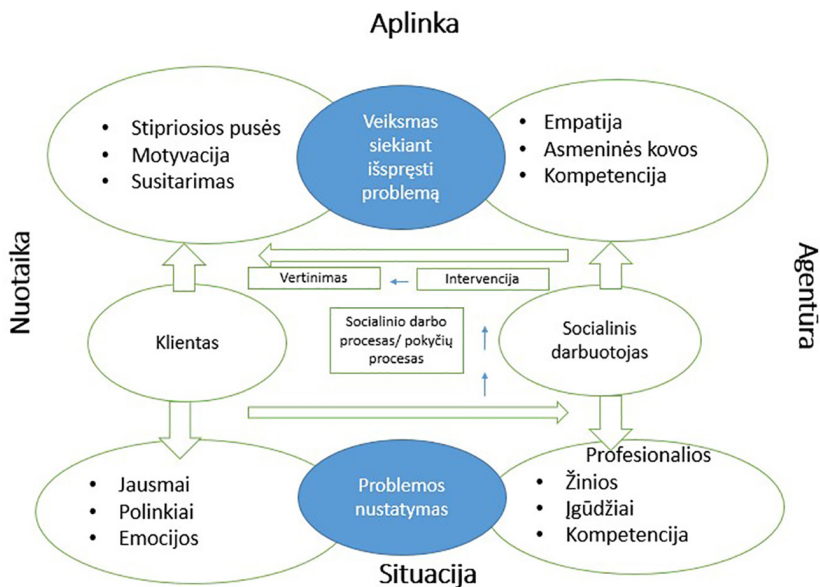 Aplinka
Stipriosios pusės
Motyvacija
Susitarimas
Veiksmas
siekiant
išspręsti
problemą
Empatija
Asmeninės kovos
Kompetencija
Nuotaika
Agentūra
Vertinimas
Intervencija
Klientas
Socialinio darbo
procesas/ pokyčių
procesas
Socialinis
darbuotojas
Jausmai
Polinkiai
Emocijos
Problemos
nustatymas
Profesionalios
Žinios
Įgūdžiai
Kompetencija
Situacija